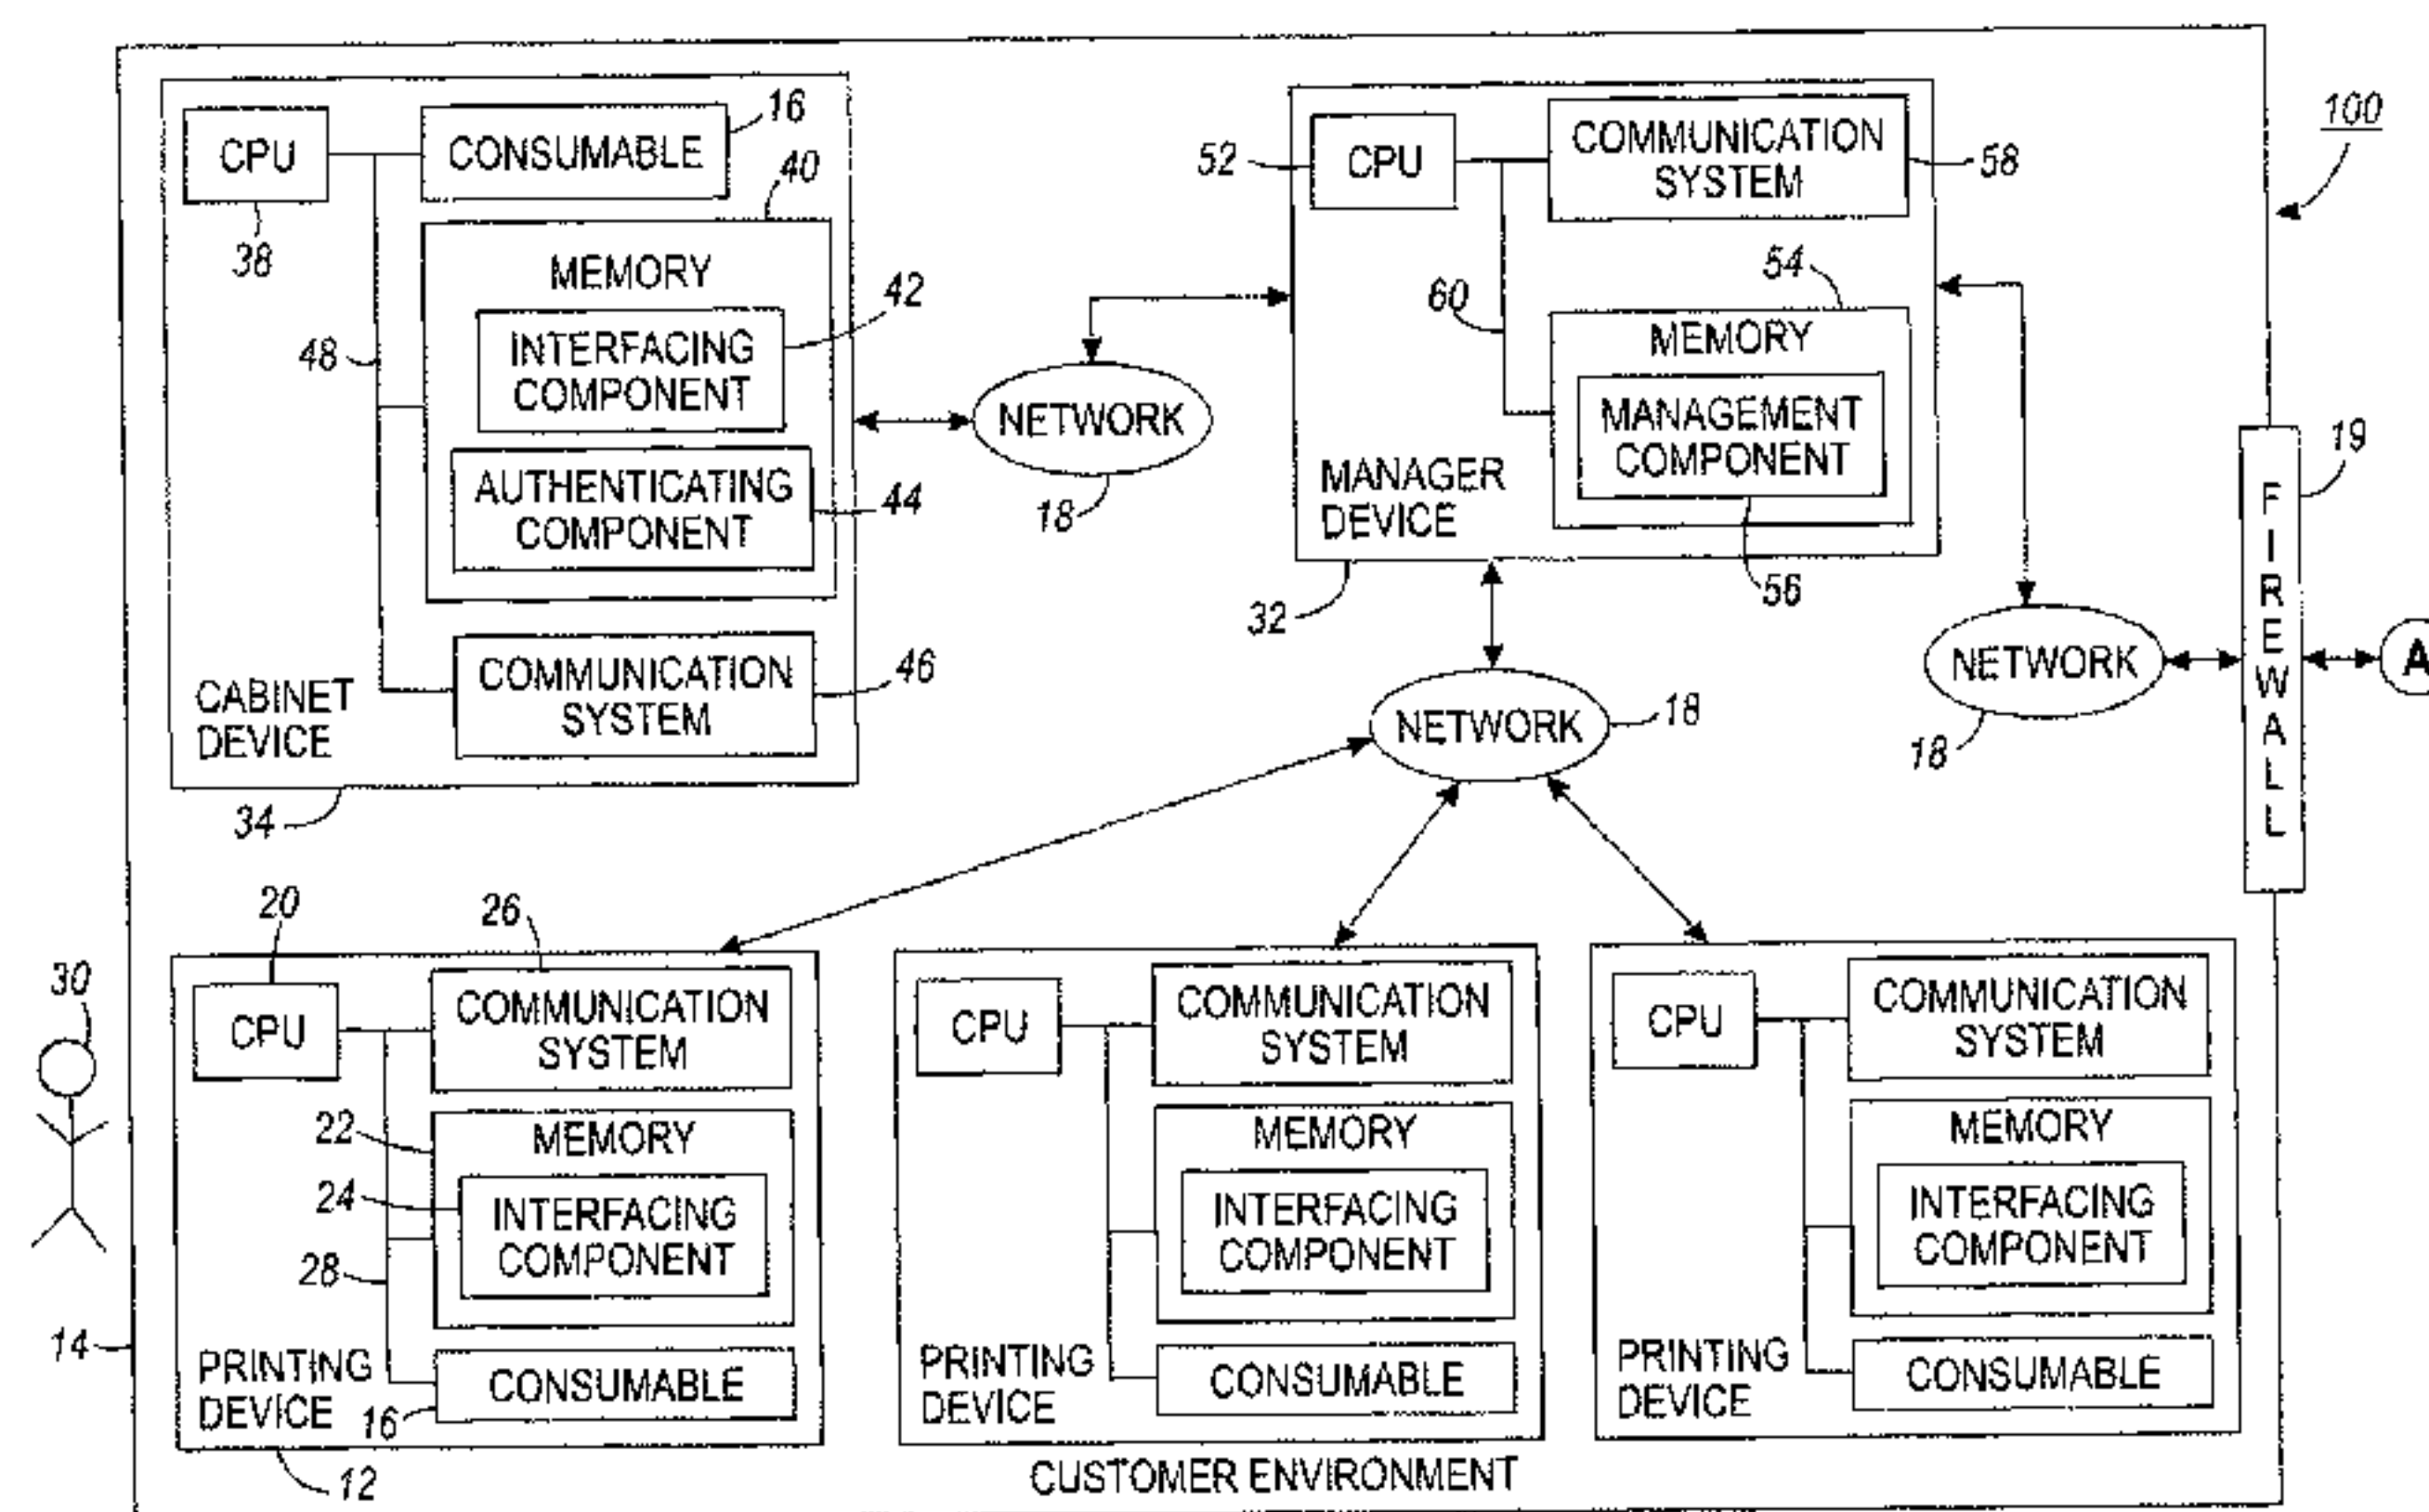 100
CPU
38
CONSUMABLE
16
40
MEMORY
INTERFACING
COMPONENT
42
AUTHENTICATING
COMPONENT
44
48
COMMUNICATION
SYSTEM
46
CABINET
DEVICE
34
NETWORK
18
52
CPU
COMMUNICATION
SYSTEM
58
60
54
MEMORY
MANAGEMENT
COMPONENT
56
MANAGER
DEVICE
32
NETWORK
18
NETWORK
18
19
FIREWALL
A
30
14
20
CPU
26
COMMUNICATION
SYSTEM
22
MEMORY
24
INTERFACING
COMPONENT
28
PRINTING
DEVICE
CONSUMABLE
16
12
CPU
COMMUNICATION
SYSTEM
MEMORY
INTERFACING
COMPONENT
PRINTING
DEVICE
CONSUMABLE
CPU
COMMUNICATION
SYSTEM
MEMORY
INTERFACING
COMPONENT
PRINTING
DEVICE
CONSUMABLE
CUSTOMER ENVIRONMENT